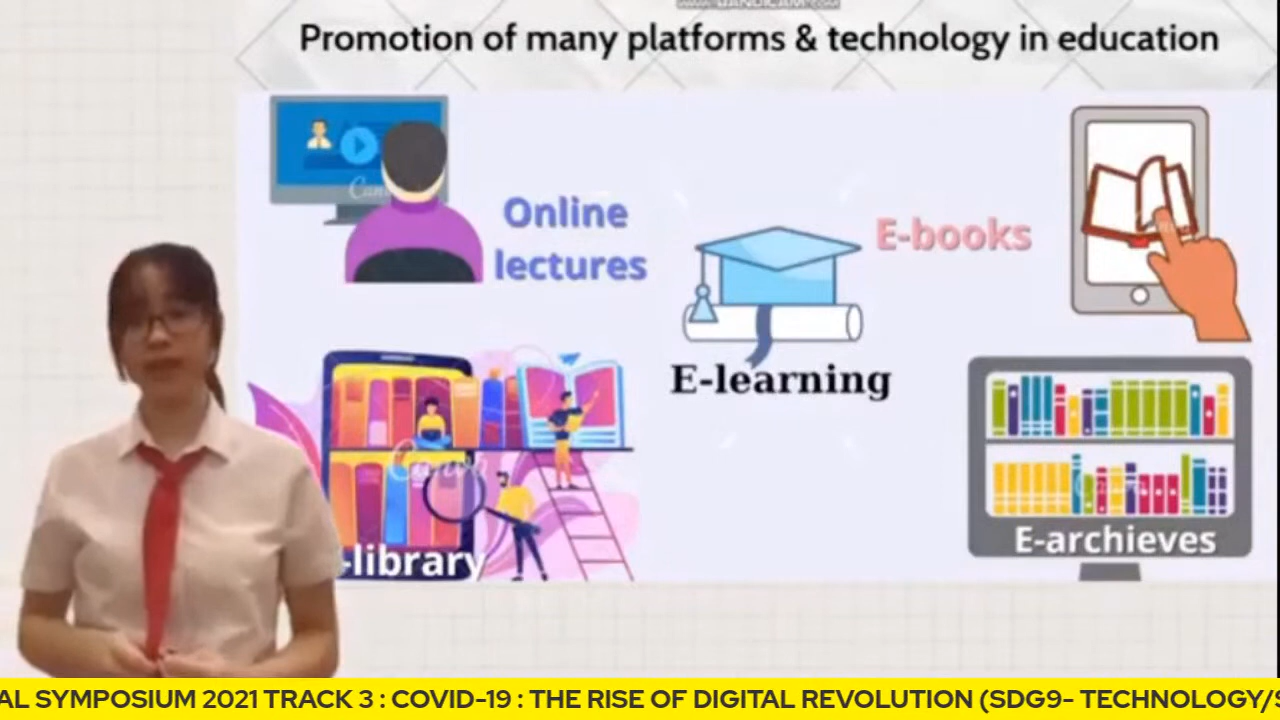 Promotion of many platforms & technology in education
Online
lectures
E-books
E-learning
-library
E-archieves
AL SYMPOSIUM 2021 TRACK 3 : COVID-19 : THE RISE OF DIGITAL REVOLUTION (SDG9- TECHNOLOGY/S